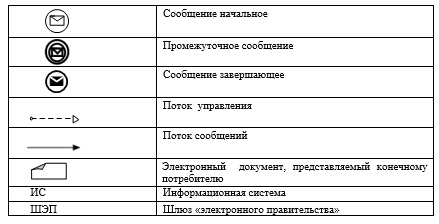 Сообщение начальное
Промежуточное сообщение
Сообщение завершающее
Поток управления
Поток сообщений
Электронный документ, представляемый конечному
потребителю
ИС Информационная система
ШЭП Шлюз «электронного правительства»